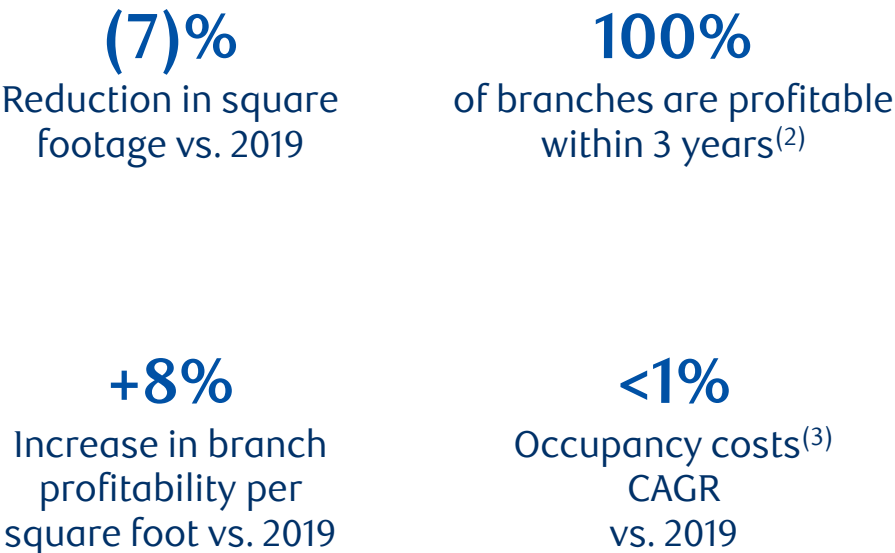 (7)%
Reduction in square
footage vs. 2019
100%
of branches are profitable
within 3 years(2)
+8%
Increase in branch
profitability per
square foot vs. 2019
<1%
Occupancy costs(3)
CAGR
vs. 2019